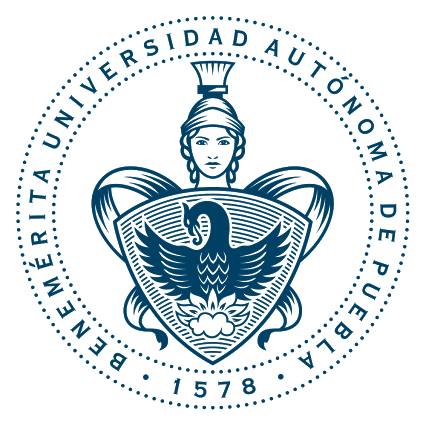 BENEMÉRITA UNIVERSIDAD AUTÓNOMA DE PUEBLA
· 1578 ·